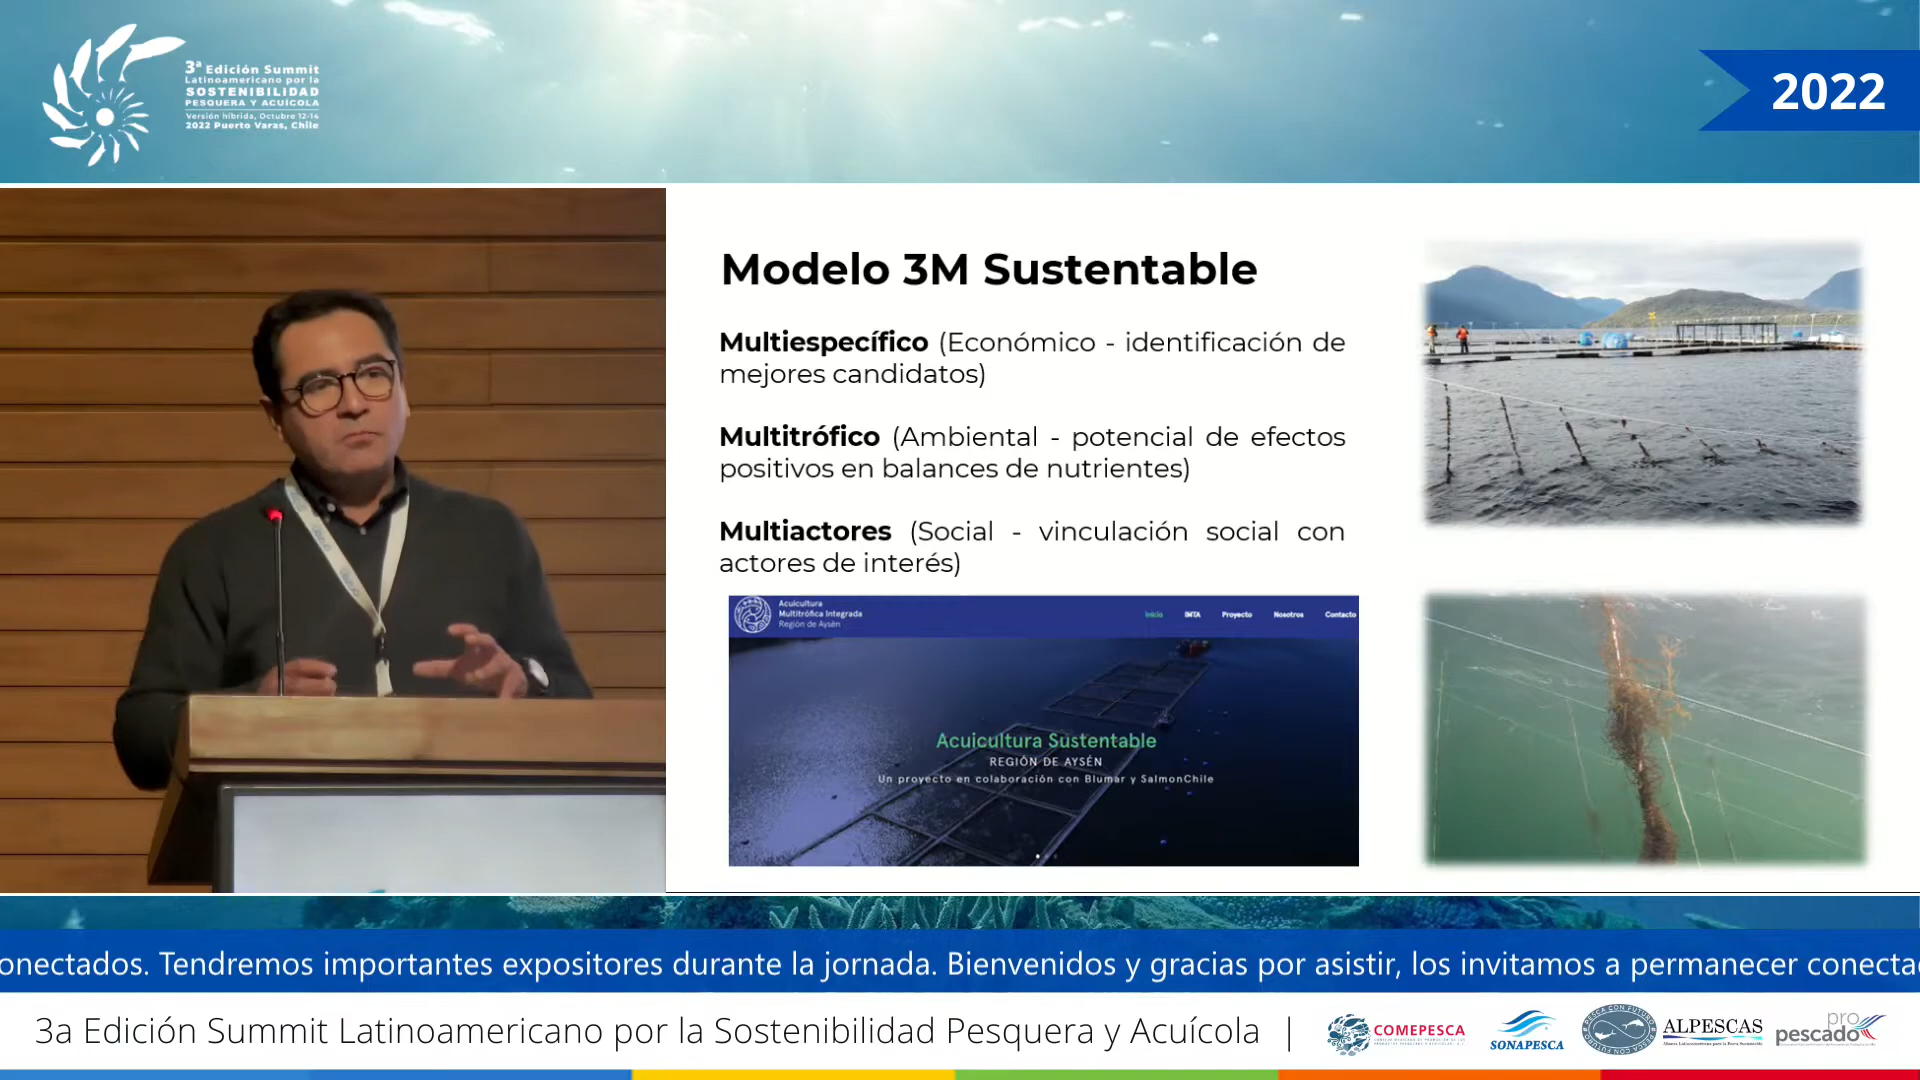 3ª Edición Summit
Latinoamericano por la
SOSTENIBILIDAD
PESQUERA Y ACUÍCOLA
Versión híbrida, Octubre 12-14
2022 Puerto Varas, Chile
2022
Modelo 3M Sustentable
Multiespecífico (Económico - identificación de
mejores candidatos)
Multitrófico (Ambiental - potencial de efectos
positivos en balances de nutrientes)
Multiactores (Social - vinculación social con
actores de interés)
Acuicultura
Multitrófica Integrada
Región de Aysén
Inicio IMTA Proyecto Nosotros Contacto
Acuicultura Sustentable
REGIÓN DE AYSÉN
Un proyecto en colaboración con Blumar y SalmonChile
onectados. Tendremos importantes expositores durante la jornada. Bienvenidos y gracias por asistir, los invitamos a permanecer conecta
3a Edición Summit Latinoamericano por la Sostenibilidad Pesquera y Acuícola |
COMEPESCA
SONAPESCA
PESCA CON FUTURO
ALPESCAS
pro
pescado